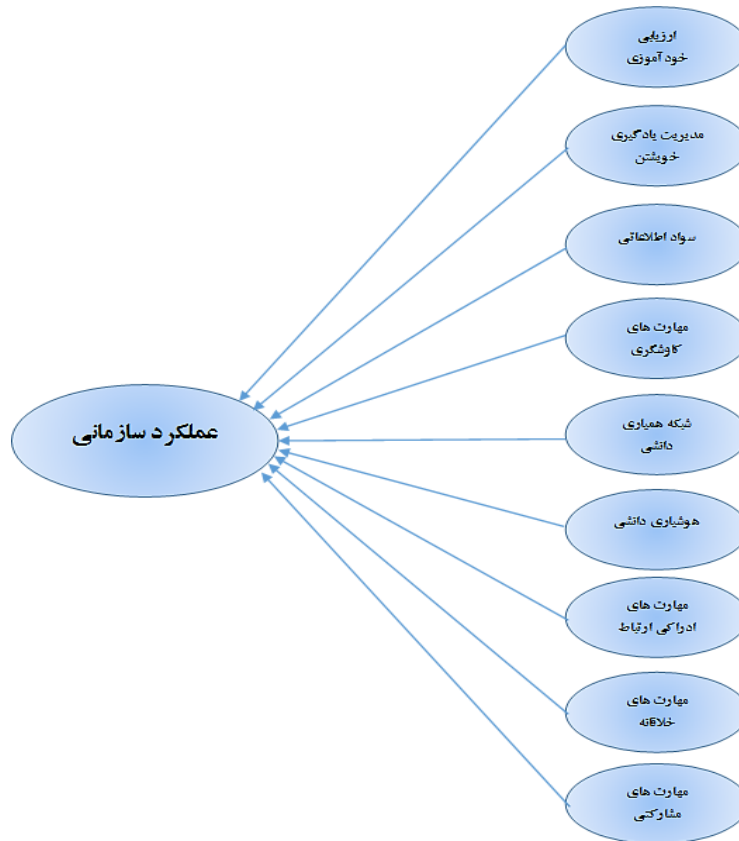 ارزیابی
خودآموزی
مدیریت یادگیری
خویشتن
سواد اطلاعاتی
مهارت های
کاوشگری
عملکرد سازمانی
شبکه همیاری
دانشی
هوشیاری دانشی
مهارت های
ادراکی ارتباط
مهارت های
خلاقانه
مهارت های
مشارکتی